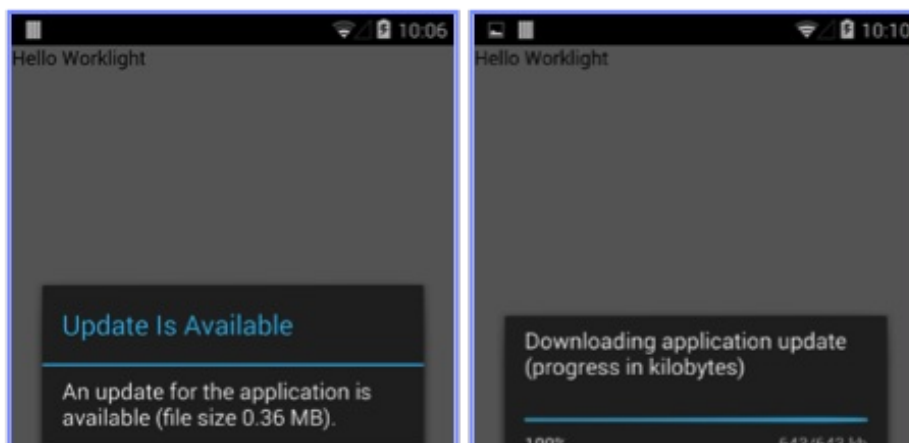 10:06
Hello Worklight
Update Is Available
An update for the application is
available (file size 0.36 MB).
10:10
Hello Worklight
Downloading application update
(progress in kilobytes)
100%